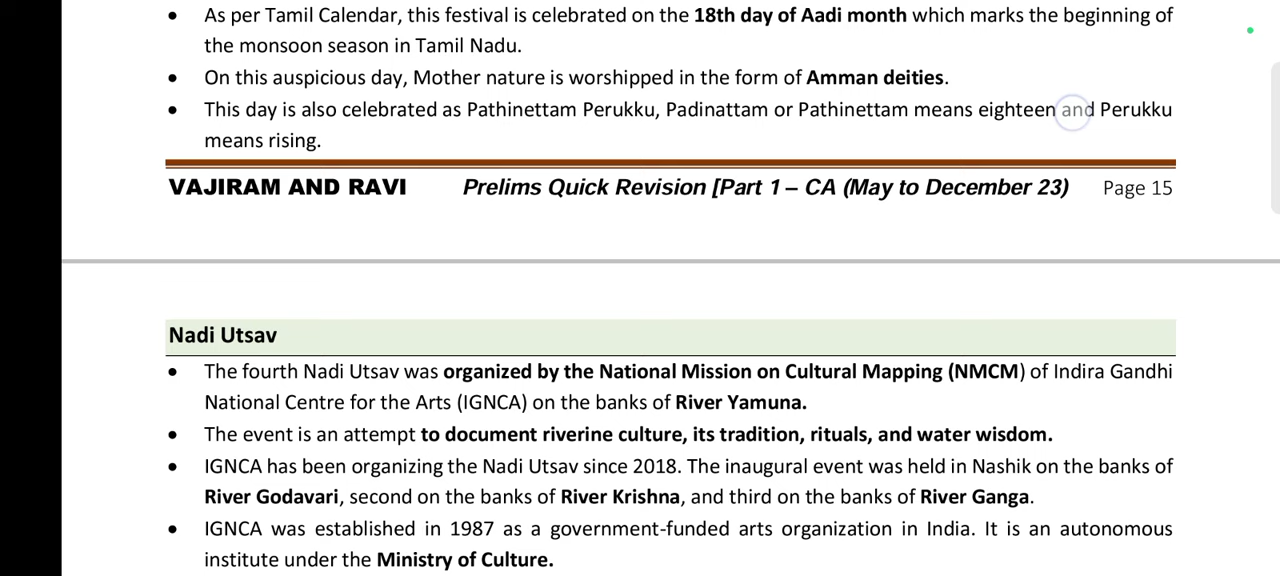 • As per Tamil Calendar, this festival is celebrated on the 18th day of Aadi month which marks the beginning of
the monsoon season in Tamil Nadu.
• On this auspicious day, Mother nature is worshipped in the form of Amman deities.
• This day is also celebrated as Pathinettam Perukku, Padinattam or Pathinettam means eighteen and Perukku
means rising.
VAJIRAM AND RAVI Prelims Quick Revision [Part 1 – CA (May to December 23) Page 15
Nadi Utsav
• The fourth Nadi Utsav was organized by the National Mission on Cultural Mapping (NMCM) of Indira Gandhi
National Centre for the Arts (IGNCA) on the banks of River Yamuna.
• The event is an attempt to document riverine culture, its tradition, rituals, and water wisdom.
• IGNCA has been organizing the Nadi Utsav since 2018. The inaugural event was held in Nashik on the banks of
River Godavari, second on the banks of River Krishna, and third on the banks of River Ganga.
• IGNCA was established in 1987 as a government-funded arts organization in India. It is an autonomous
institute under the Ministry of Culture.